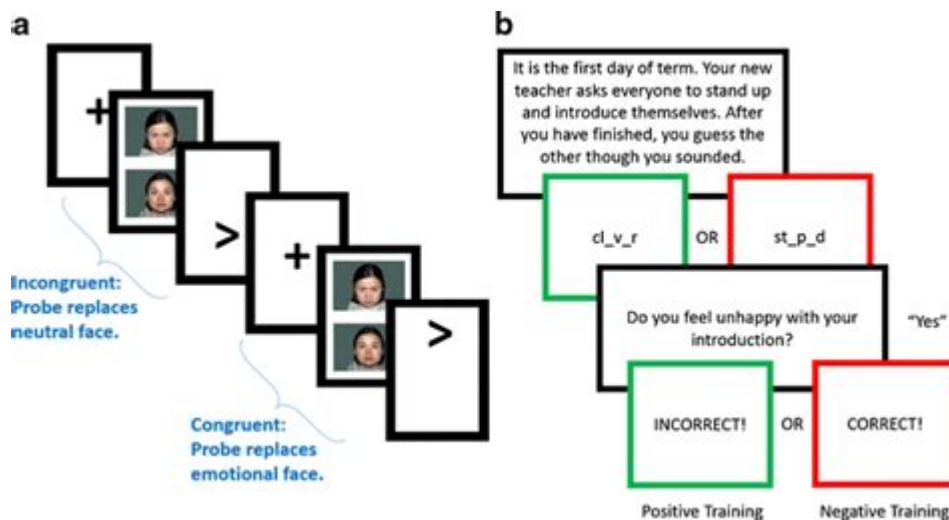 a
+
>
Incongruent:
Probe replaces
neutral face.
+
>
Congruent:
Probe replaces
emotional face.
b
It is the first day of term. Your new
teacher asks everyone to stand up
and introduce themselves. After
you have finished, you guess the
other though you sounded.
cl_v_r OR st_p_d
Do you feel unhappy with your
introduction?
"Yes"
INCORRECT! OR CORRECT!
Positive Training Negative Training